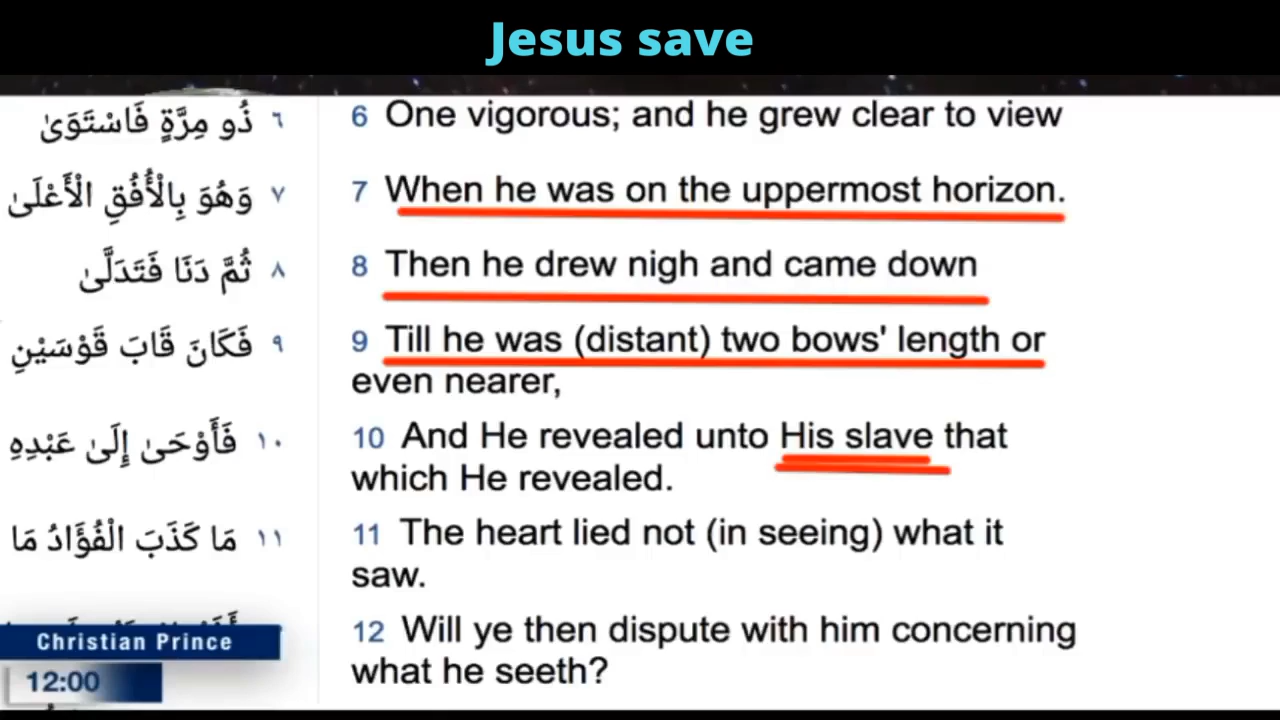 Jesus save
ذُو مِرَّةٍ فَاسْتَوَىٰ ٦
6 One vigorous; and he grew clear to view
وَهُوَ بِالْأُفُقِ الْأَعْلَىٰ ٧
7 When he was on the uppermost horizon.
ثُمَّ دَنَا فَتَدَلَّىٰ ٨
8 Then he drew nigh and came down
فَكَانَ قَابَ قَوْسَيْنِ ٩
9 Till he was (distant) two bows' length or
even nearer,
فَأَوْحَىٰ إِلَىٰ عَبْدِهِ ١٠
10 And He revealed unto His slave that
which He revealed.
مَا كَذَبَ الْفُؤَادُ مَا ١١
11 The heart lied not (in seeing) what it
saw.
12 Will ye then dispute with him concerning
what he seeth?
Christian Prince
12:00